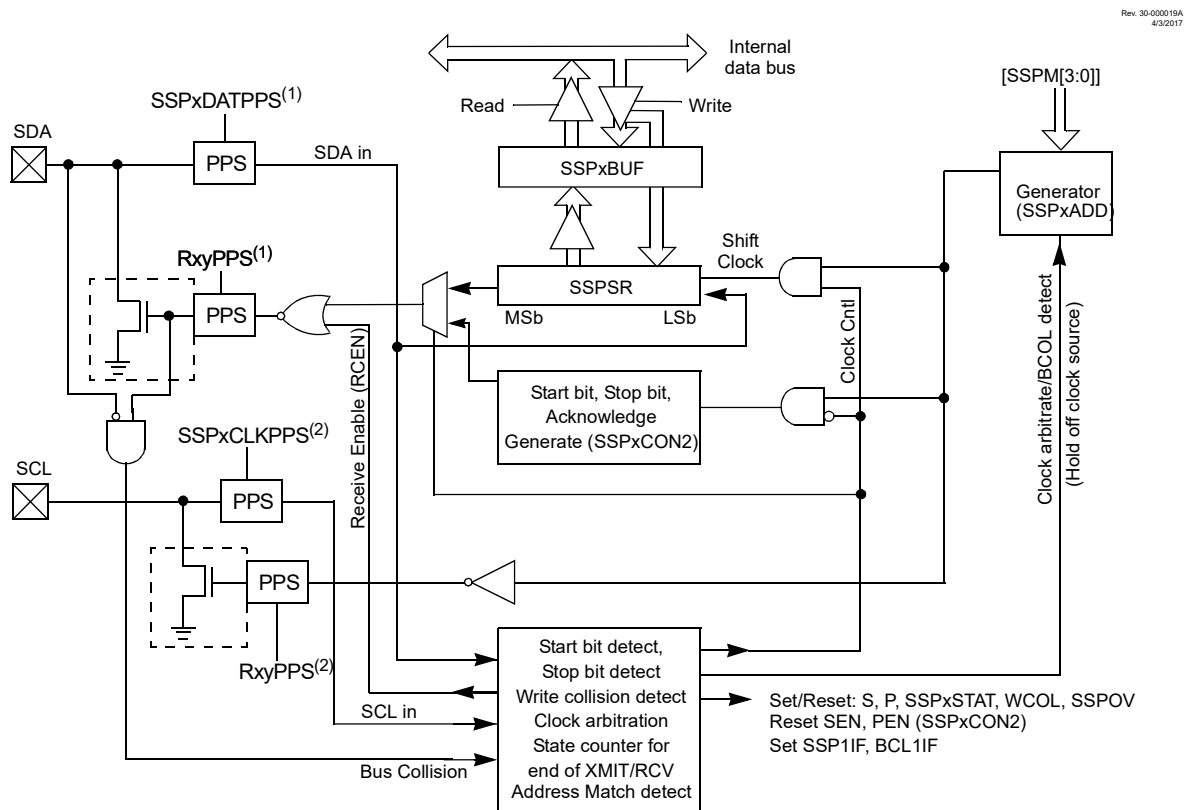 Rev. 30-000019A
4/3/2017
Internal
data bus
[SSPM[3:0]]
Read
Write
SSPxDATPPS(1)
SDA
PPS
SDA in
SSPxBUF
Generator
(SSPxADD)
Shift
Clock
RxyPPS(1)
PPS
SSPSR
MSb
LSb
Clock Cntl
Clock arbitrate/BCOL detect
(Hold off clock source)
Receive Enable (RCEN)
Start bit, Stop bit,
Acknowledge
Generate (SSPxCON2)
SSPxCLKPPS(2)
SCL
PPS
PPS
RxyPPS(2)
SCL in
Bus Collision
Start bit detect,
Stop bit detect
Write collision detect
Clock arbitration
State counter for
end of XMIT/RCV
Address Match detect
Set/Reset: S, P, SSPxSTAT, WCOL, SSPOV
Reset SEN, PEN (SSPxCON2)
Set SSP1IF, BCL1IF